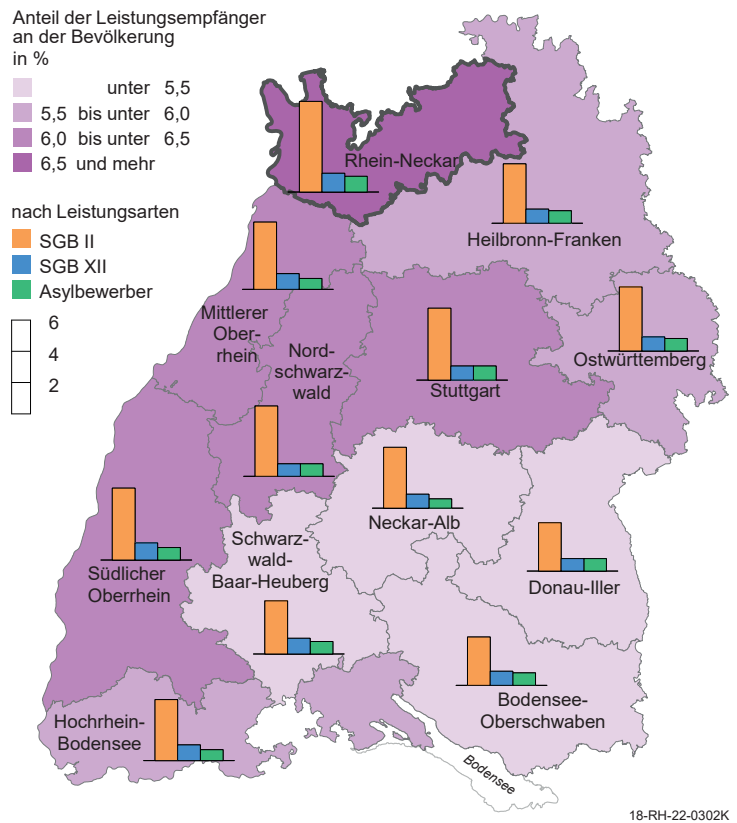 Anteil der Leistungsempfänger
an der Bevölkerung
in %
unter 5,5
5,5 bis unter 6,0
6,0 bis unter 6,5
6,5 und mehr
nach Leistungsarten
SGB II
SGB XII
Asylbewerber
6
4
2
Rhein-Neckar
Heilbronn-Franken
Mittlerer
Ober-
rhein
Nord-
schwarz-
wald
Stuttgart
Ostwürttemberg
Neckar-Alb
Schwarz-
wald-
Baar-Heuberg
Südlicher
Oberrhein
Donau-Iller
Bodensee-
Oberschwaben
Hochrhein-
Bodensee
Bodensee
18-RH-22-0302K